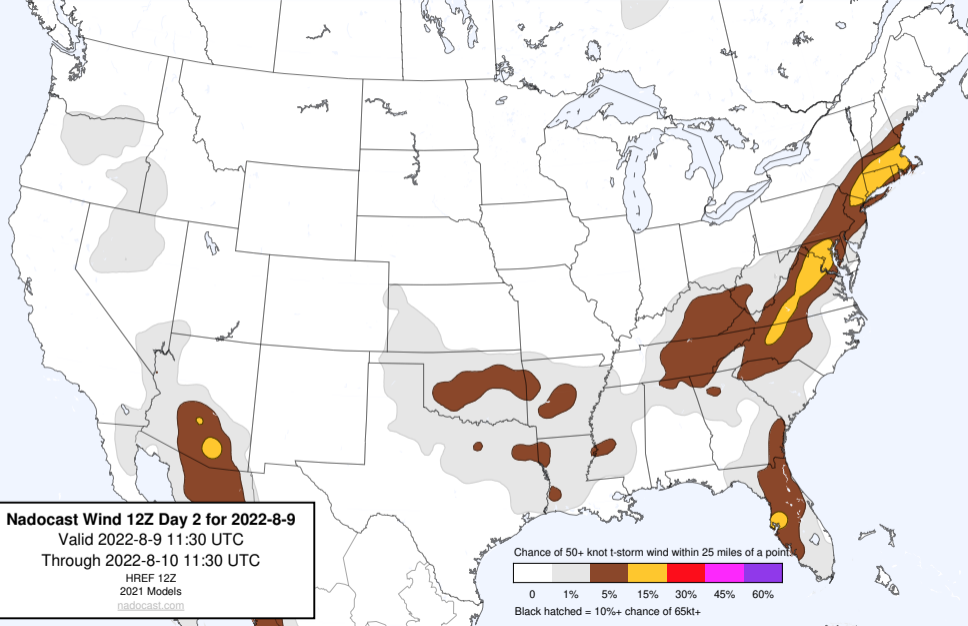 Nadocast Wind 12Z Day 2 for 2022-8-9
Valid 2022-8-9 11:30 UTC
Through 2022-8-10 11:30 UTC
HREF 12Z
2021 Models
nadocast.com
Chance of 50+ knot t-storm wind within 25 miles of a point.
0 1% 5% 15% 30% 45% 60%
Black hatched = 10%+ chance of 65kt+